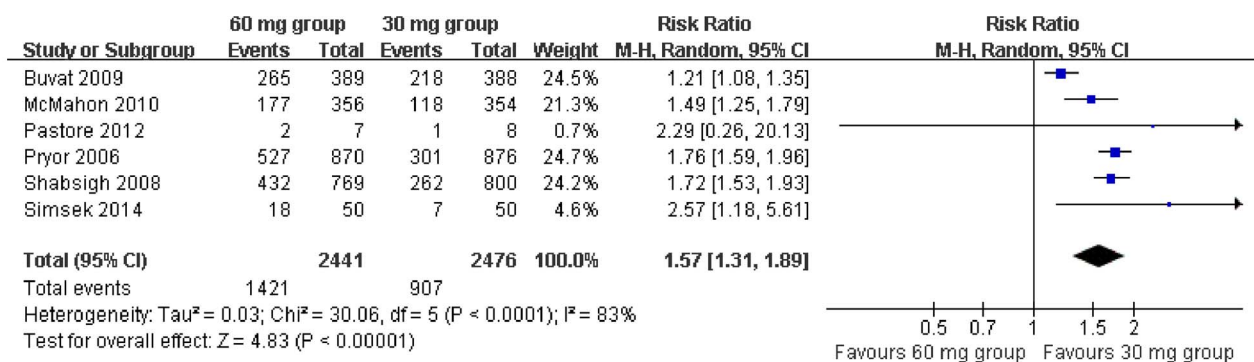 60 mg group 30 mg group Risk Ratio Risk Ratio
Study or Subgroup Events Total Events Total Weight M-H, Random, 95% CI M-H, Random, 95% CI
Buvat 2009 265 389 218 388 24.5% 1.21 [1.08, 1.35]
McMahon 2010 177 356 118 354 21.3% 1.49 [1.25, 1.79]
Pastore 2012 2 7 1 8 0.7% 2.29 [0.26, 20.13]
Pryor 2006 527 870 301 876 24.7% 1.76 [1.59, 1.96]
Shabsigh 2008 432 769 262 800 24.2% 1.72 [1.53, 1.93]
Simsek 2014 18 50 7 50 4.6% 2.57 [1.18, 5.61]
Total (95% CI) 2441 2476 100.0% 1.57 [1.31, 1.89]
Total events 1421 907
Heterogeneity: Tau² = 0.03; Chi² = 30.06, df = 5 (P < 0.0001); I² = 83%
Test for overall effect: Z = 4.83 (P < 0.00001)
0.5 0.7 1 1.5 2
Favours 60 mg group Favours 30 mg group